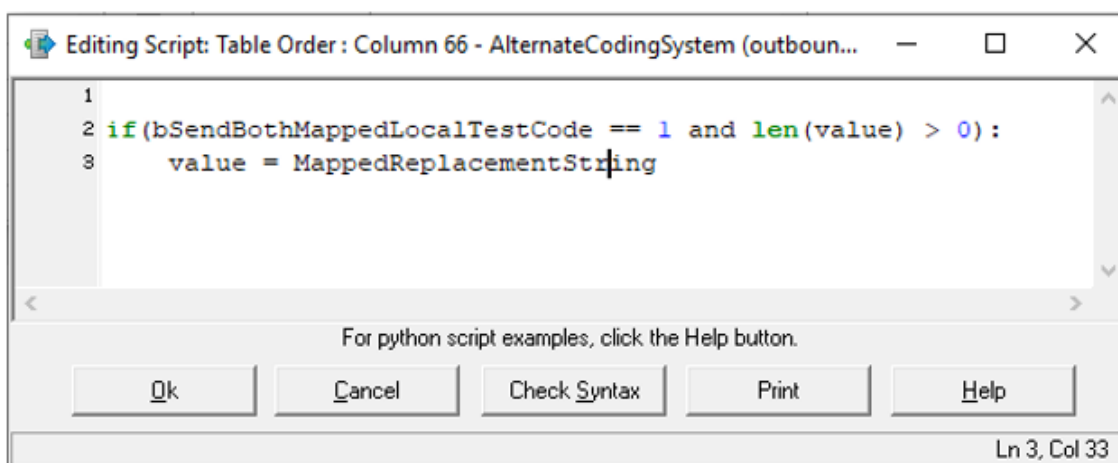 Editing Script: Table Order : Column 66 - AlternateCodingSystem (outboun...
1
2 if(bSendBothMappedLocalTestCode == 1 and len(value) > 0):
3     value = MappedReplacementString
For python script examples, click the Help button.
Ok Cancel Check Syntax Print Help
Ln 3, Col 33